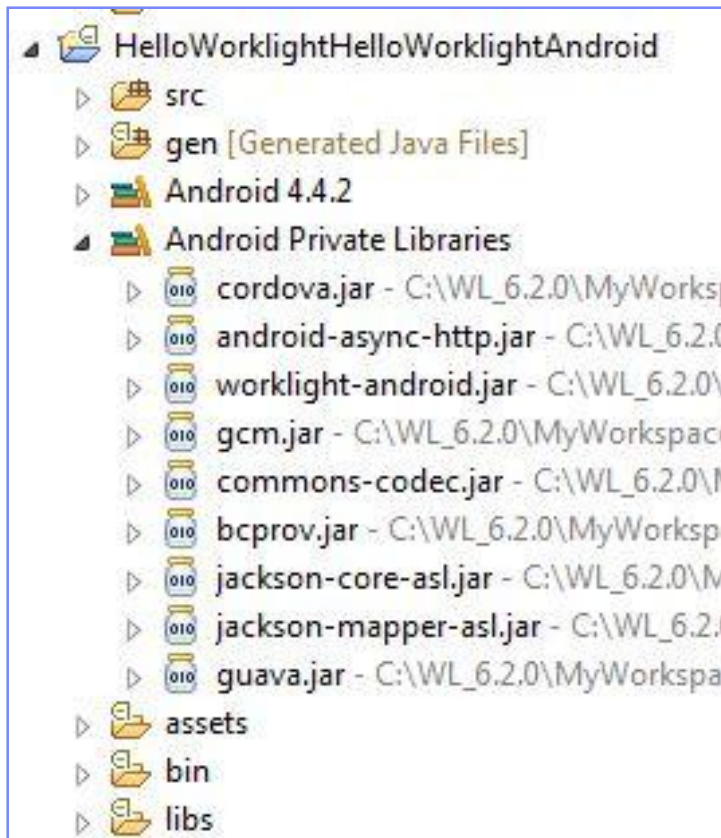 HelloWorklightHelloWorklightAndroid
src
gen [Generated Java Files]
Android 4.4.2
Android Private Libraries
cordova.jar - C:\WL_6.2.0\MyWorksp
android-async-http.jar - C:\WL_6.2.0
worklight-android.jar - C:\WL_6.2.0\
gcm.jar - C:\WL_6.2.0\MyWorkspac
commons-codec.jar - C:\WL_6.2.0\M
bcprov.jar - C:\WL_6.2.0\MyWorksp
jackson-core-asl.jar - C:\WL_6.2.0\M
jackson-mapper-asl.jar - C:\WL_6.2.
guava.jar - C:\WL_6.2.0\MyWorkspa
assets
bin
libs